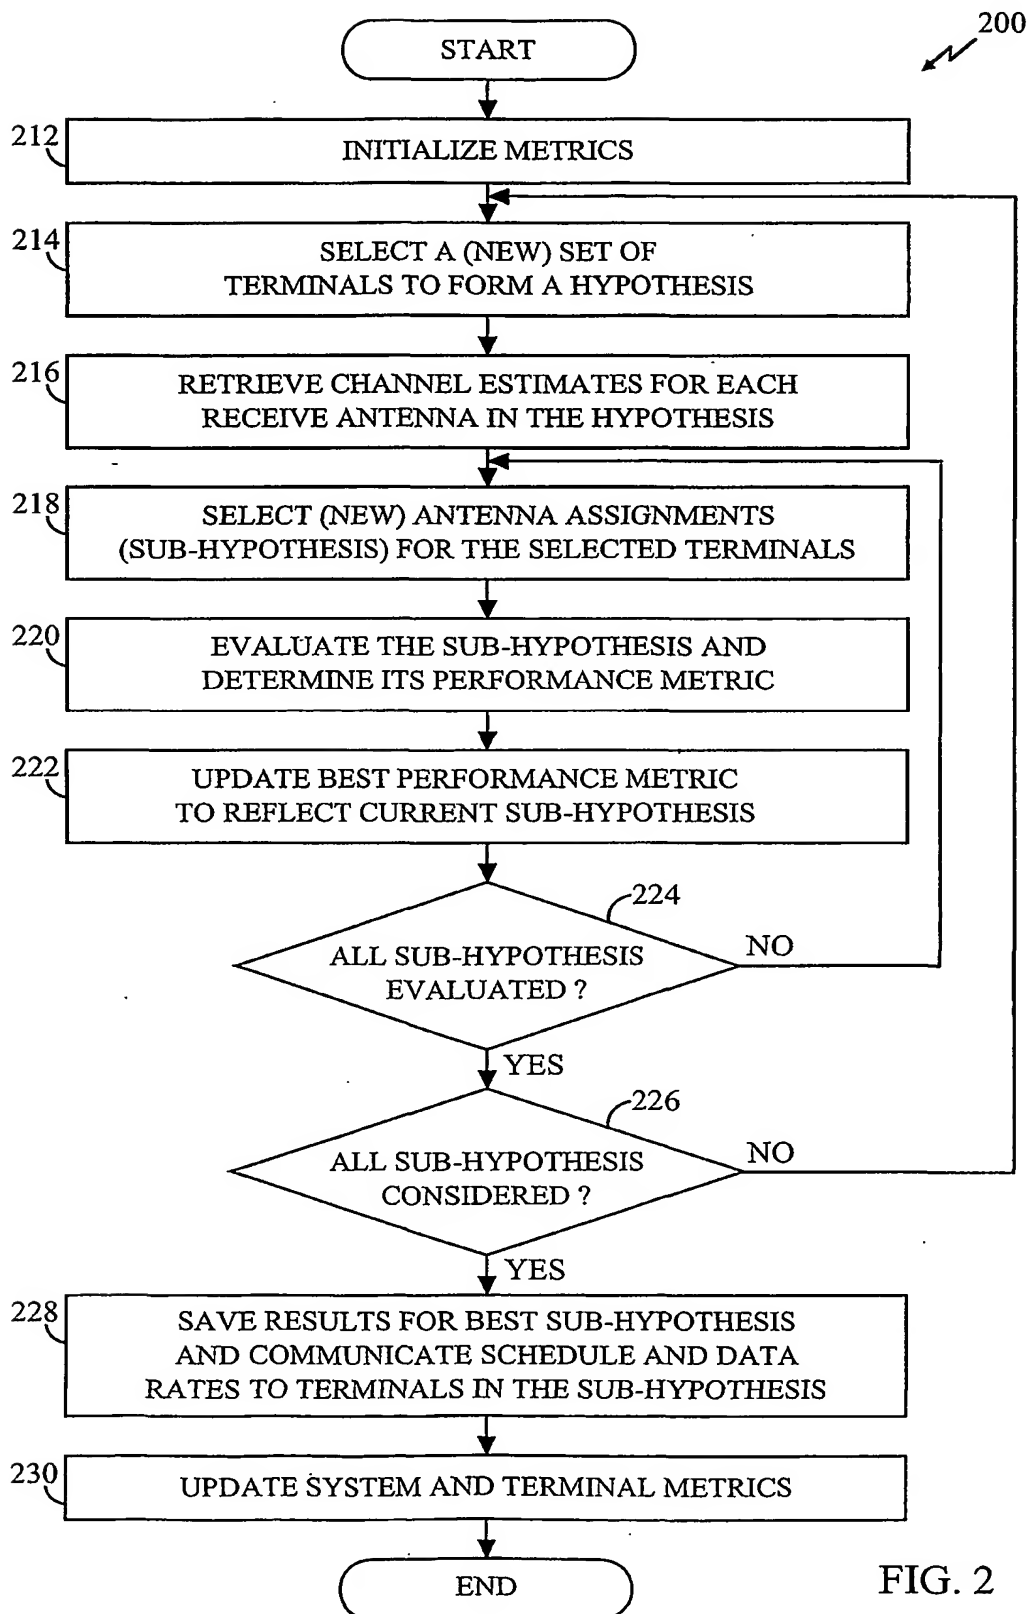 200
START
212
INITIALIZE METRICS
214
SELECT A (NEW) SET OF
TERMINALS TO FORM A HYPOTHESIS
216
RETRIEVE CHANNEL ESTIMATES FOR EACH
RECEIVE ANTENNA IN THE HYPOTHESIS
218
SELECT (NEW) ANTENNA ASSIGNMENTS
(SUB-HYPOTHESIS) FOR THE SELECTED TERMINALS
220
EVALUATE THE SUB-HYPOTHESIS AND
DETERMINE ITS PERFORMANCE METRIC
222
UPDATE BEST PERFORMANCE METRIC
TO REFLECT CURRENT SUB-HYPOTHESIS
224
ALL SUB-HYPOTHESIS
EVALUATED ?
NO
YES
226
ALL SUB-HYPOTHESIS
CONSIDERED ?
NO
YES
228
SAVE RESULTS FOR BEST SUB-HYPOTHESIS
AND COMMUNICATE SCHEDULE AND DATA
RATES TO TERMINALS IN THE SUB-HYPOTHESIS
230
UPDATE SYSTEM AND TERMINAL METRICS
END
FIG. 2